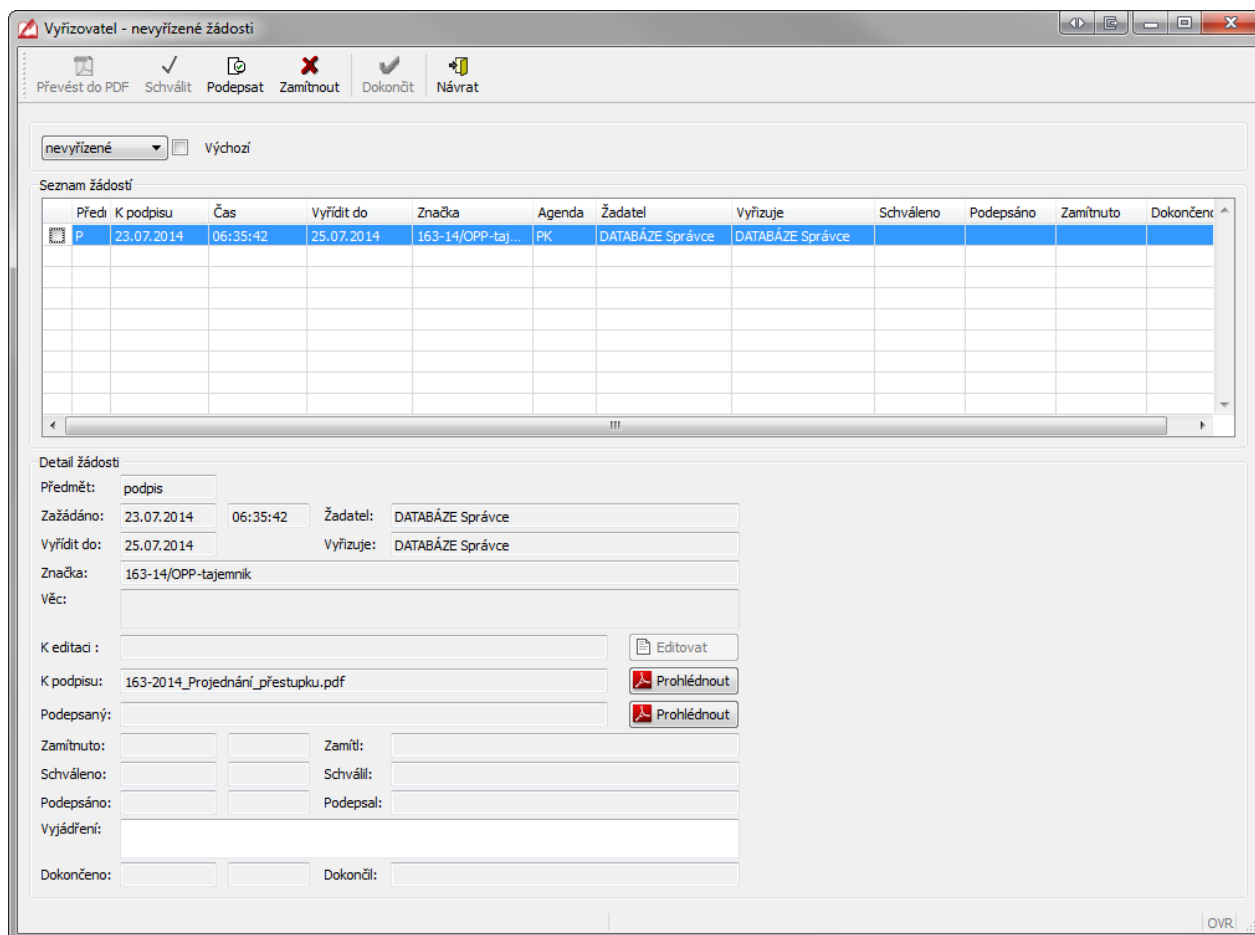 Vyřizovatel - nevyřízené žádosti
Převést do PDF Schválit Podepsat Zamítnout Dokončit Návrat
nevyřízené Výchozí
Seznam žádostí
Předr K podpisu Čas Vyřídit do Značka Agenda Žadatel Vyřizuje Schváleno Podepsáno Zamítnuto Dokončenc
P 23.07.2014 06:35:42 25.07.2014 163-14/OPP-taj... PK DATABÁZE Správce DATABÁZE Správce
Detail žádosti
Předmět: podpis
Zažádáno: 23.07.2014 06:35:42 Žadatel: DATABÁZE Správce
Vyřídit do: 25.07.2014 Vyřizuje: DATABÁZE Správce
Značka: 163-14/OPP-tajemnik
Věc:
K editaci : Editovat
K podpisu: 163-2014_Projednání_přestupku.pdf Prohlédnout
Podepsaný: Prohlédnout
Zamítnuto: Zamítl:
Schváleno: Schválil:
Podepsáno: Podepsal:
Vyjádření:
Dokončeno: Dokončil:
OVR